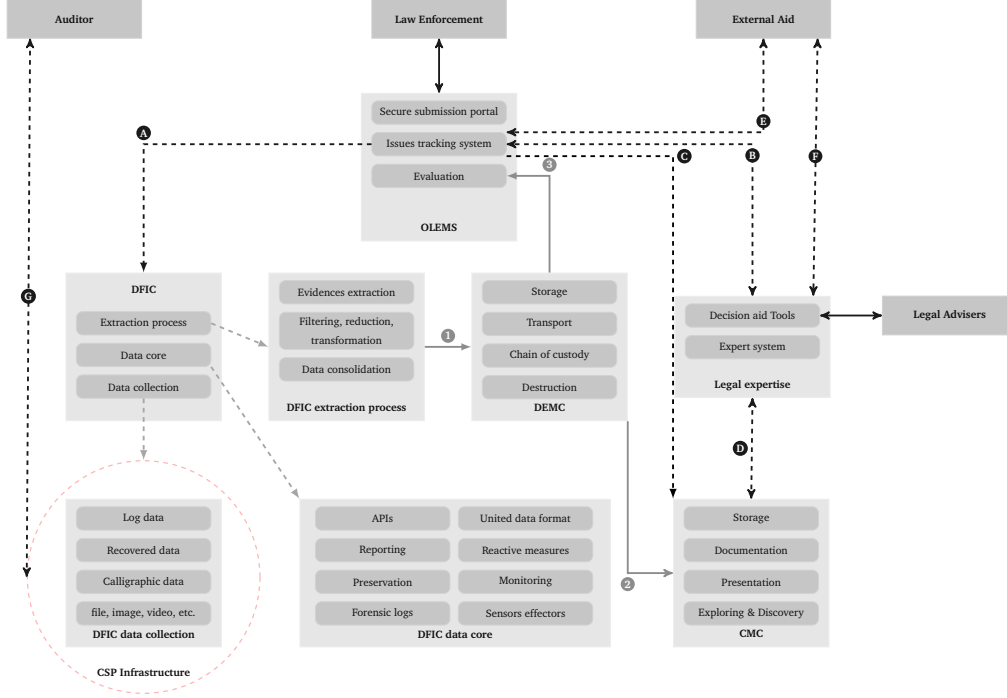 Auditor
Law Enforcement
External Aid
Secure submission portal
E
A
Issues tracking system
3
C
B
F
Evaluation
OLEMS
G
DFIC
Extraction process
Data core
Data collection
Evidences extraction
Filtering, reduction,
transformation
Data consolidation
DFIC extraction process
1
Storage
Transport
Chain of custody
Destruction
DEMC
Decision aid Tools
Expert system
Legal expertise
Legal Advisers
D
Log data
Recovered data
Calligraphic data
file, image, video, etc.
DFIC data collection
CSP Infrastructure
APIs
United data format
Reporting
Reactive measures
Preservation
Monitoring
Forensic logs
Sensors effectors
DFIC data core
2
Storage
Documentation
Presentation
Exploring & Discovery
CMC